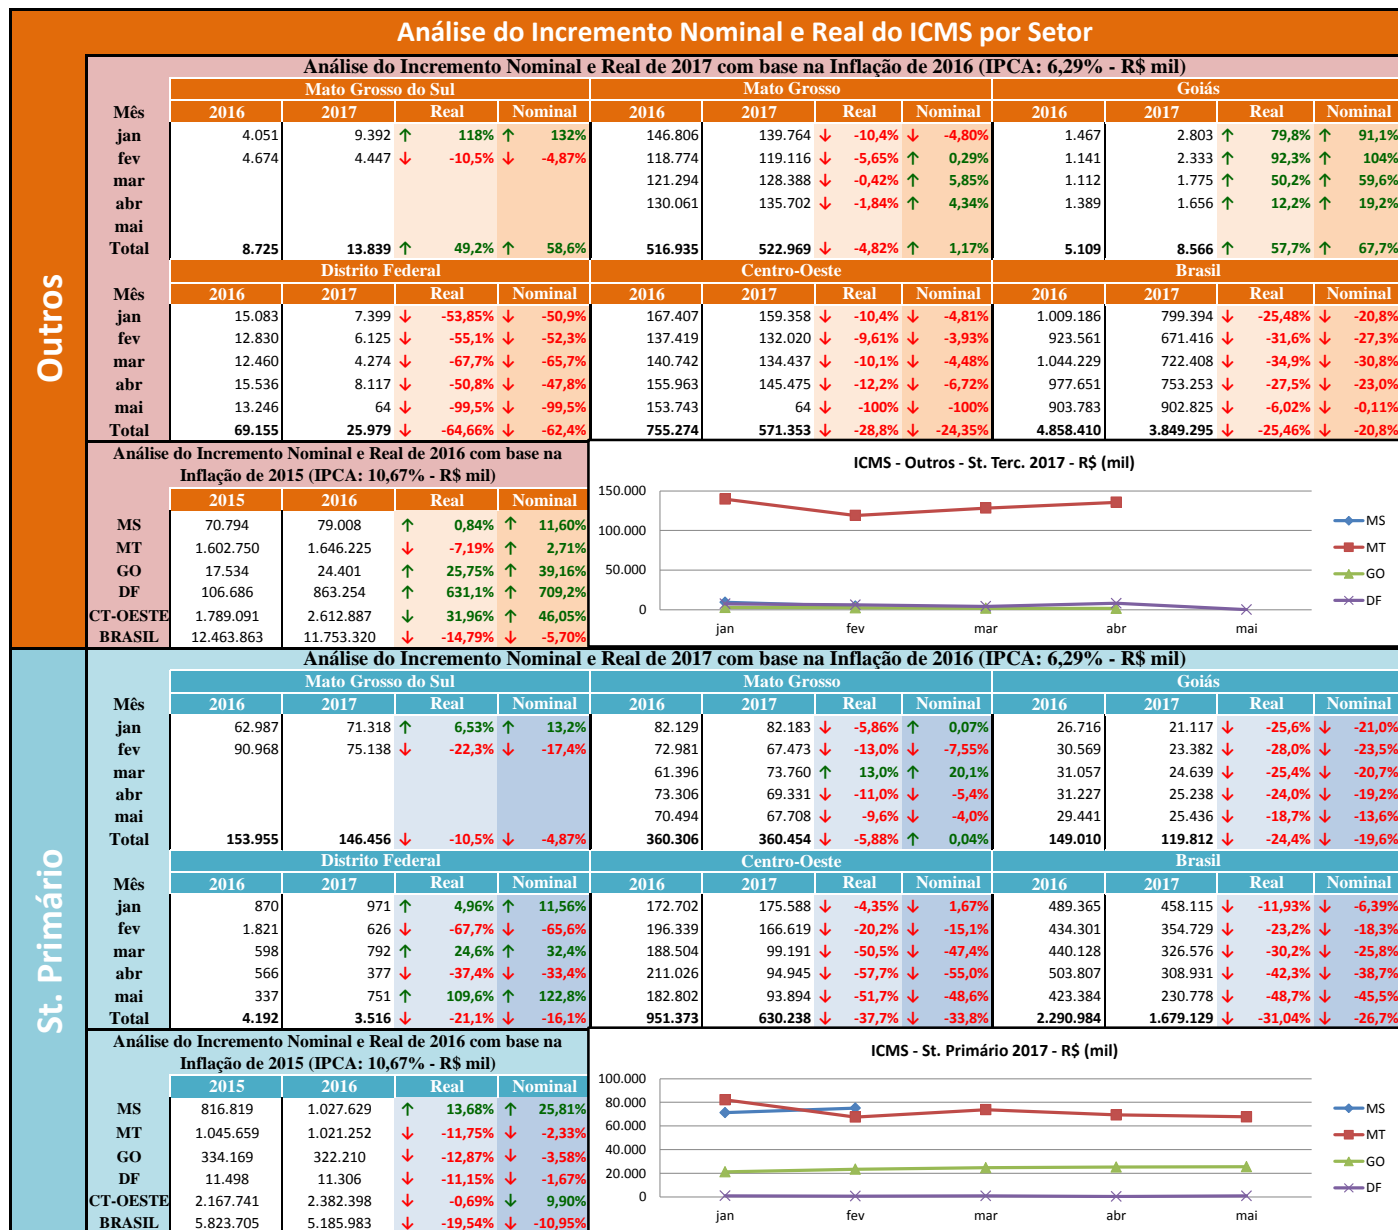 Análise do Incremento Nominal e Real do ICMS por Setor
Outros
Análise do Incremento Nominal e Real de 2017 com base na Inflação de 2016 (IPCA: 6,29% - R$ mil)
Mato Grosso do Sul Mato Grosso Goiás
Mês 2016 2017 Real Nominal 2016 2017 Real Nominal 2016 2017 Real Nominal
jan 4.051 9.392 ↑ 118% ↑ 132% 146.806 139.764 ↓ -10,4% ↓ -4,80% 1.467 2.803 ↑ 79,8% ↑ 91,1%
fev 4.674 4.447 ↓ -10,5% ↓ -4,87% 118.774 119.116 ↓ -5,65% ↑ 0,29% 1.141 2.333 ↑ 92,3% ↑ 104%
mar 121.294 128.388 ↓ -0,42% ↑ 5,85% 1.112 1.775 ↑ 50,2% ↑ 59,6%
abr 130.061 135.702 ↓ -1,84% ↑ 4,34% 1.389 1.656 ↑ 12,2% ↑ 19,2%
mai
Total 8.725 13.839 ↑ 49,2% ↑ 58,6% 516.935 522.969 ↓ -4,82% ↑ 1,17% 5.109 8.566 ↑ 57,7% ↑ 67,7%
Distrito Federal Centro-Oeste Brasil
Mês 2016 2017 Real Nominal 2016 2017 Real Nominal 2016 2017 Real Nominal
jan 15.083 7.399 ↓ -53,85% ↓ -50,9% 167.407 159.358 ↓ -10,4% ↓ -4,81% 1.009.186 799.394 ↓ -25,48% ↓ -20,8%
fev 12.830 6.125 ↓ -55,1% ↓ -52,3% 137.419 132.020 ↓ -9,61% ↓ -3,93% 923.561 671.416 ↓ -31,6% ↓ -27,3%
mar 12.460 4.274 ↓ -67,7% ↓ -65,7% 140.742 134.437 ↓ -10,1% ↓ -4,48% 1.044.229 722.408 ↓ -34,9% ↓ -30,8%
abr 15.536 8.117 ↓ -50,8% ↓ -47,8% 155.963 145.475 ↓ -12,2% ↓ -6,72% 977.651 753.253 ↓ -27,5% ↓ -23,0%
mai 13.246 64 ↓ -99,5% ↓ -99,5% 153.743 64 ↓ -100% ↓ -100% 903.783 902.825 ↓ -6,02% ↓ -0,11%
Total 69.155 25.979 ↓ -64,66% ↓ -62,4% 755.274 571.353 ↓ -28,8% ↓ -24,35% 4.858.410 3.849.295 ↓ -25,46% ↓ -20,8%
Análise do Incremento Nominal e Real de 2016 com base na
Inflação de 2015 (IPCA: 10,67% - R$ mil)
2015 2016 Real Nominal
MS 70.794 79.008 ↑ 0,84% ↑ 11,60%
MT 1.602.750 1.646.225 ↓ -7,19% ↑ 2,71%
GO 17.534 24.401 ↑ 25,75% ↑ 39,16%
DF 106.686 863.254 ↑ 631,1% ↑ 709,2%
CT-OESTE 1.789.091 2.612.887 ↓ 31,96% ↑ 46,05%
BRASIL 12.463.863 11.753.320 ↓ -14,79% ↓ -5,70%
ICMS - Outros - St. Terc. 2017 - R$ (mil)
150.000
100.000
50.000
0
jan fev mar abr mai
MS
MT
GO
DF
St. Primário
Análise do Incremento Nominal e Real de 2017 com base na Inflação de 2016 (IPCA: 6,29% - R$ mil)
Mato Grosso do Sul Mato Grosso Goiás
Mês 2016 2017 Real Nominal 2016 2017 Real Nominal 2016 2017 Real Nominal
jan 62.987 71.318 ↑ 6,53% ↑ 13,2% 82.129 82.183 ↓ -5,86% ↑ 0,07% 26.716 21.117 ↓ -25,6% ↓ -21,0%
fev 90.968 75.138 ↓ -22,3% ↓ -17,4% 72.981 67.473 ↓ -13,0% ↓ -7,55% 30.569 23.382 ↓ -28,0% ↓ -23,5%
mar 61.396 73.760 ↑ 13,0% ↑ 20,1% 31.057 24.639 ↓ -25,4% ↓ -20,7%
abr 73.306 69.331 ↓ -11,0% ↓ -5,4% 31.227 25.238 ↓ -24,0% ↓ -19,2%
mai 70.494 67.708 ↓ -9,6% ↓ -4,0% 29.441 25.436 ↓ -18,7% ↓ -13,6%
Total 153.955 146.456 ↓ -10,5% ↓ -4,87% 360.306 360.454 ↓ -5,88% ↑ 0,04% 149.010 119.812 ↓ -24,4% ↓ -19,6%
Distrito Federal Centro-Oeste Brasil
Mês 2016 2017 Real Nominal 2016 2017 Real Nominal 2016 2017 Real Nominal
jan 870 971 ↑ 4,96% ↑ 11,56% 172.702 175.588 ↓ -4,35% ↓ 1,67% 489.365 458.115 ↓ -11,93% ↓ -6,39%
fev 1.821 626 ↓ -67,7% ↓ -65,6% 196.339 166.619 ↓ -20,2% ↓ -15,1% 434.301 354.729 ↓ -23,2% ↓ -18,3%
mar 598 792 ↑ 24,6% ↑ 32,4% 188.504 99.191 ↓ -50,5% ↓ -47,4% 440.128 326.576 ↓ -30,2% ↓ -25,8%
abr 566 377 ↓ -37,4% ↓ -33,4% 211.026 94.945 ↓ -57,7% ↓ -55,0% 503.807 308.931 ↓ -42,3% ↓ -38,7%
mai 337 751 ↑ 109,6% ↑ 122,8% 182.802 93.894 ↓ -51,7% ↓ -48,6% 423.384 230.778 ↓ -48,7% ↓ -45,5%
Total 4.192 3.516 ↓ -21,1% ↓ -16,1% 951.373 630.238 ↓ -37,7% ↓ -33,8% 2.290.984 1.679.129 ↓ -31,04% ↓ -26,7%
Análise do Incremento Nominal e Real de 2016 com base na
Inflação de 2015 (IPCA: 10,67% - R$ mil)
2015 2016 Real Nominal
MS 816.819 1.027.629 ↑ 13,68% ↑ 25,81%
MT 1.045.659 1.021.252 ↓ -11,75% ↓ -2,33%
GO 334.169 322.210 ↓ -12,87% ↓ -3,58%
DF 11.498 11.306 ↓ -11,15% ↓ -1,67%
CT-OESTE 2.167.741 2.382.398 ↓ -0,69% ↓ 9,90%
BRASIL 5.823.705 5.185.983 ↓ -19,54% ↓ -10,95%
ICMS - St. Primário 2017 - R$ (mil)
100.000
80.000
60.000
40.000
20.000
0
jan fev mar abr mai
MS
MT
GO
DF